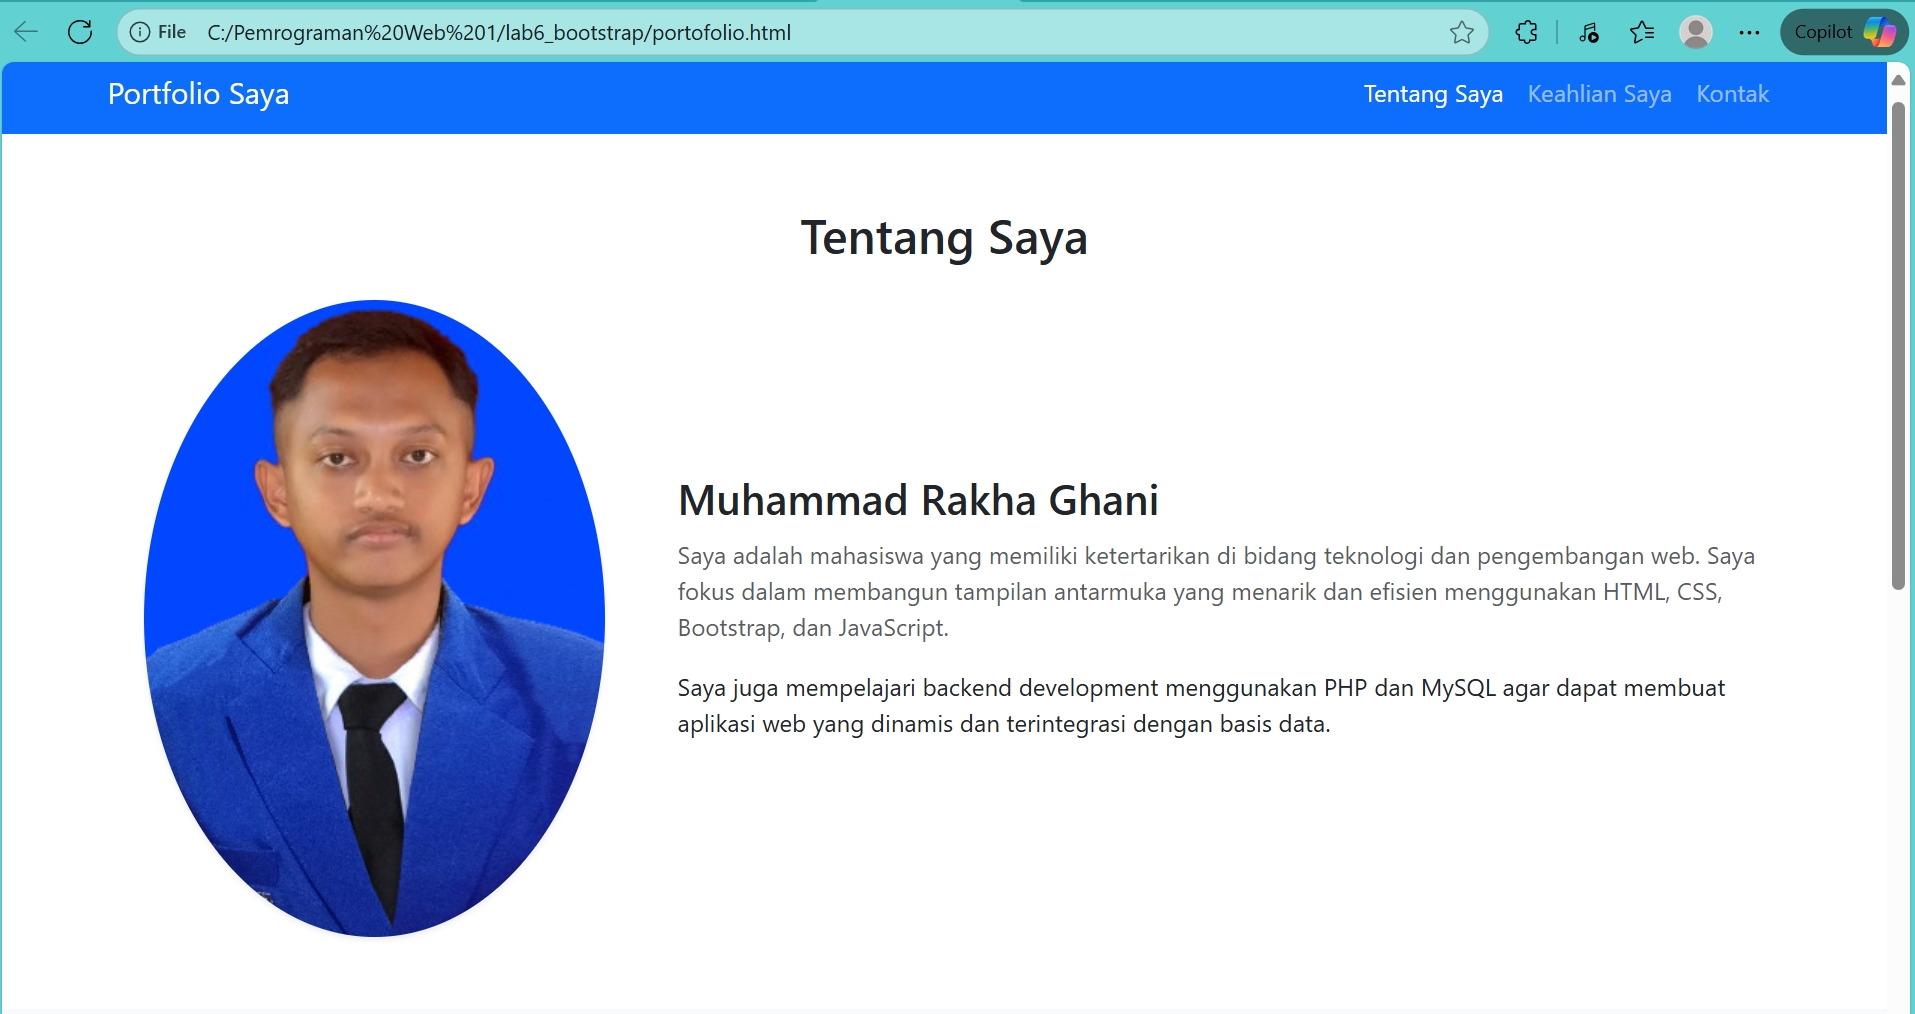 File C:/Pemrograman%20Web%201/lab6_bootstrap/portofolio.html
Copilot
Portfolio Saya
Tentang Saya Keahlian Saya Kontak
Tentang Saya
Muhammad Rakha Ghani
Saya adalah mahasiswa yang memiliki ketertarikan di bidang teknologi dan pengembangan web. Saya
fokus dalam membangun tampilan antarmuka yang menarik dan efisien menggunakan HTML, CSS,
Bootstrap, dan JavaScript.
Saya juga mempelajari backend development menggunakan PHP dan MySQL agar dapat membuat
aplikasi web yang dinamis dan terintegrasi dengan basis data.